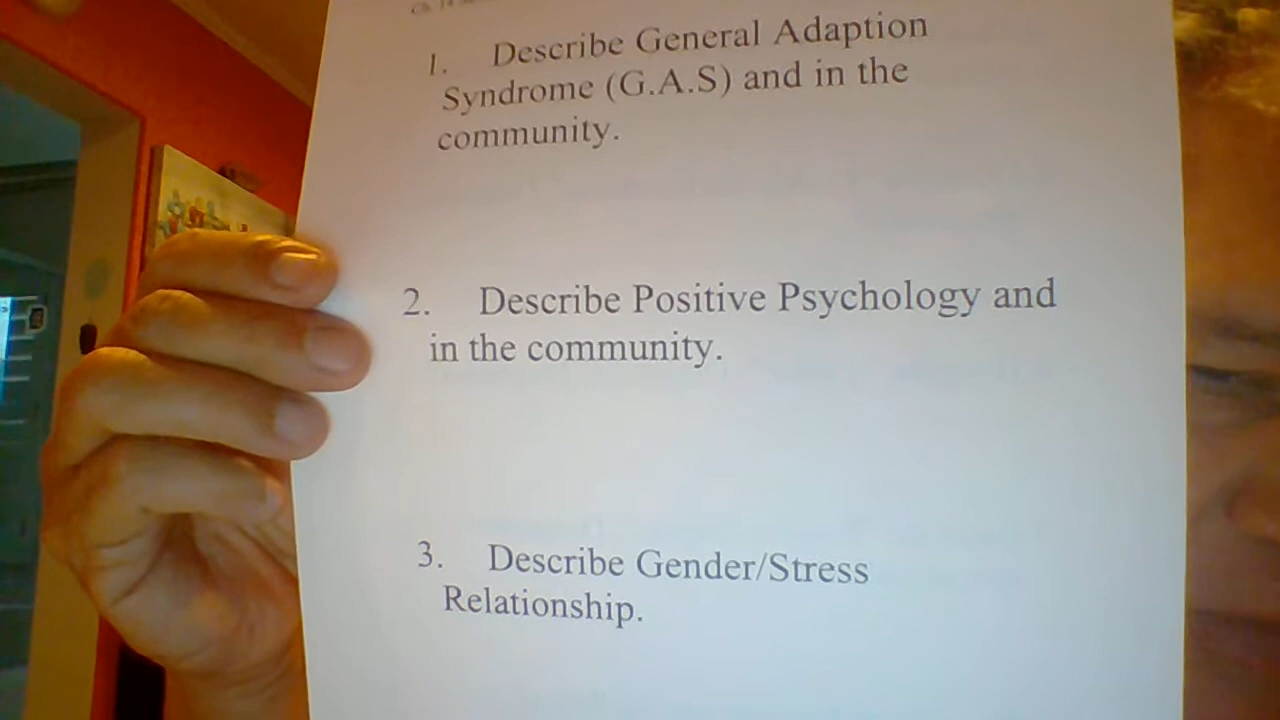 1. Describe General Adaption
Syndrome (G.A.S) and in the
community.
2. Describe Positive Psychology and
in the community.
3. Describe Gender/Stress
Relationship.